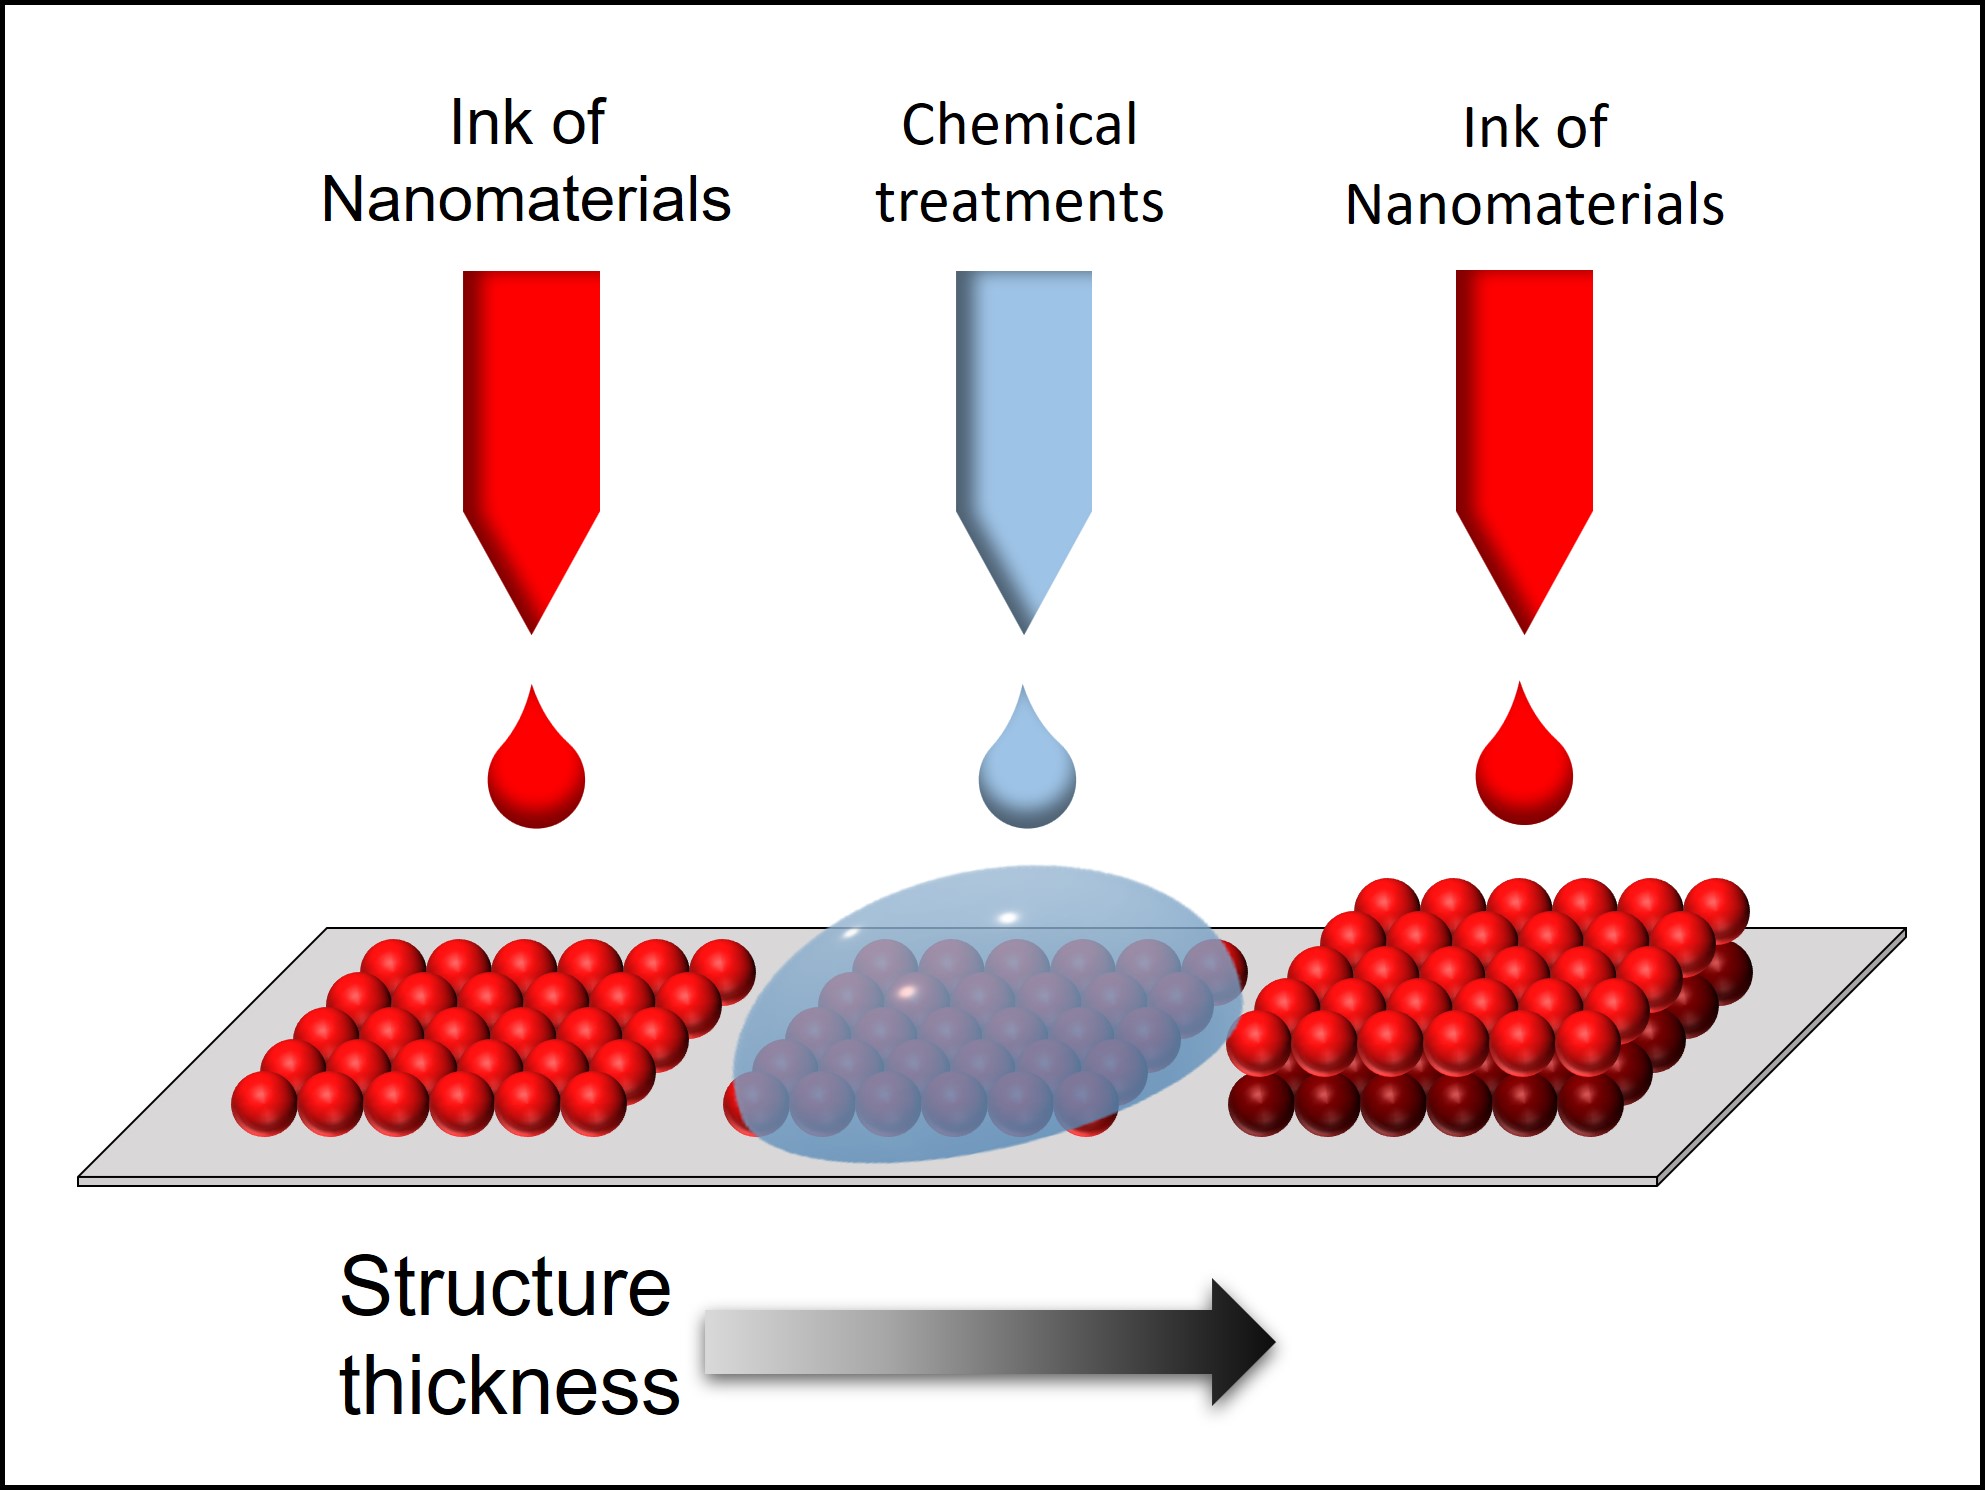 Ink of
Nanomaterials
Chemical
treatments
Ink of
Nanomaterials
Structure
thickness